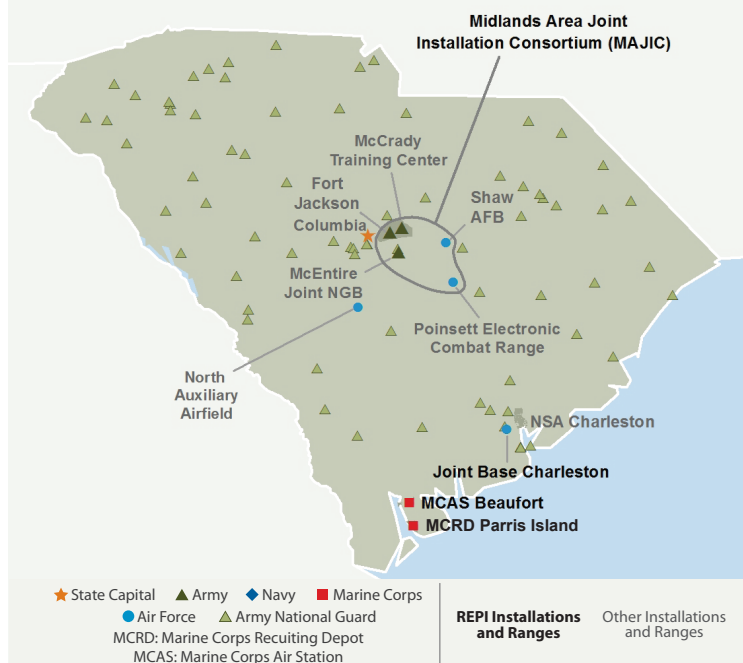 Midlands Area Joint
Installation Consortium (MAJIC)
McCrady
Training Center
Fort
Jackson
Columbia
Shaw
AFB
McEntire
Joint NGB
Poinsett Electronic
Combat Range
North
Auxiliary
Airfield
NSA Charleston
Joint Base Charleston
MCAS Beaufort
MCRD Parris Island
State Capital Army Navy Marine Corps
Air Force Army National Guard
MCRD: Marine Corps Recuiting Depot
MCAS: Marine Corps Air Station
REPI Installations
and Ranges
Other Installations
and Ranges